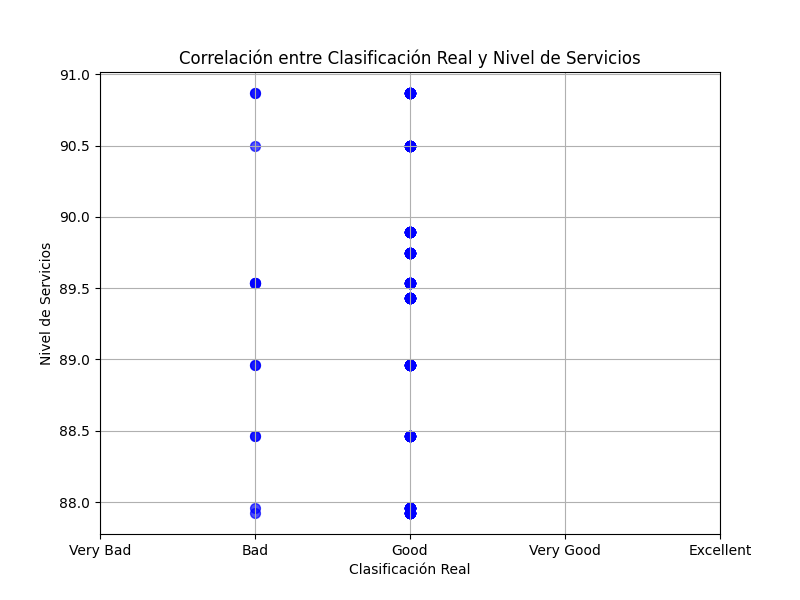 Correlación entre Clasificación Real y Nivel de Servicios
91.0
90.5
90.0
89.5
89.0
88.5
88.0
Nivel de Servicios
Very Bad Bad Good Very Good Excellent
Clasificación Real